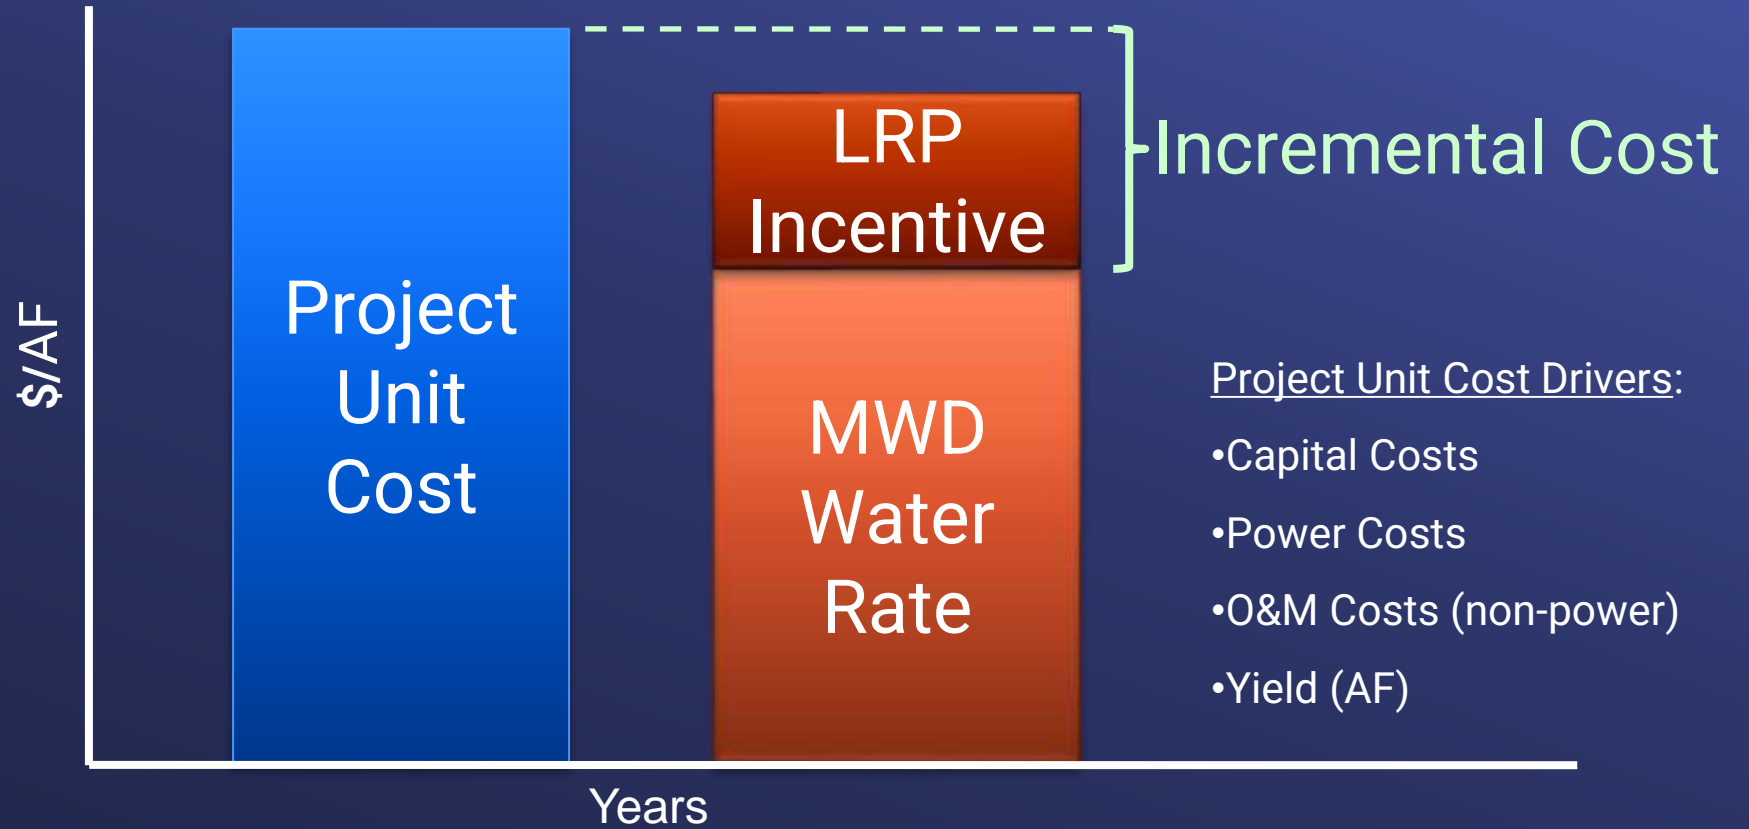 $/AF
Project
Unit
Cost
LRP
Incentive
MWD
Water
Rate
Incremental Cost
Project Unit Cost Drivers:
•Capital Costs
•Power Costs
•O&M Costs (non-power)
•Yield (AF)
Years